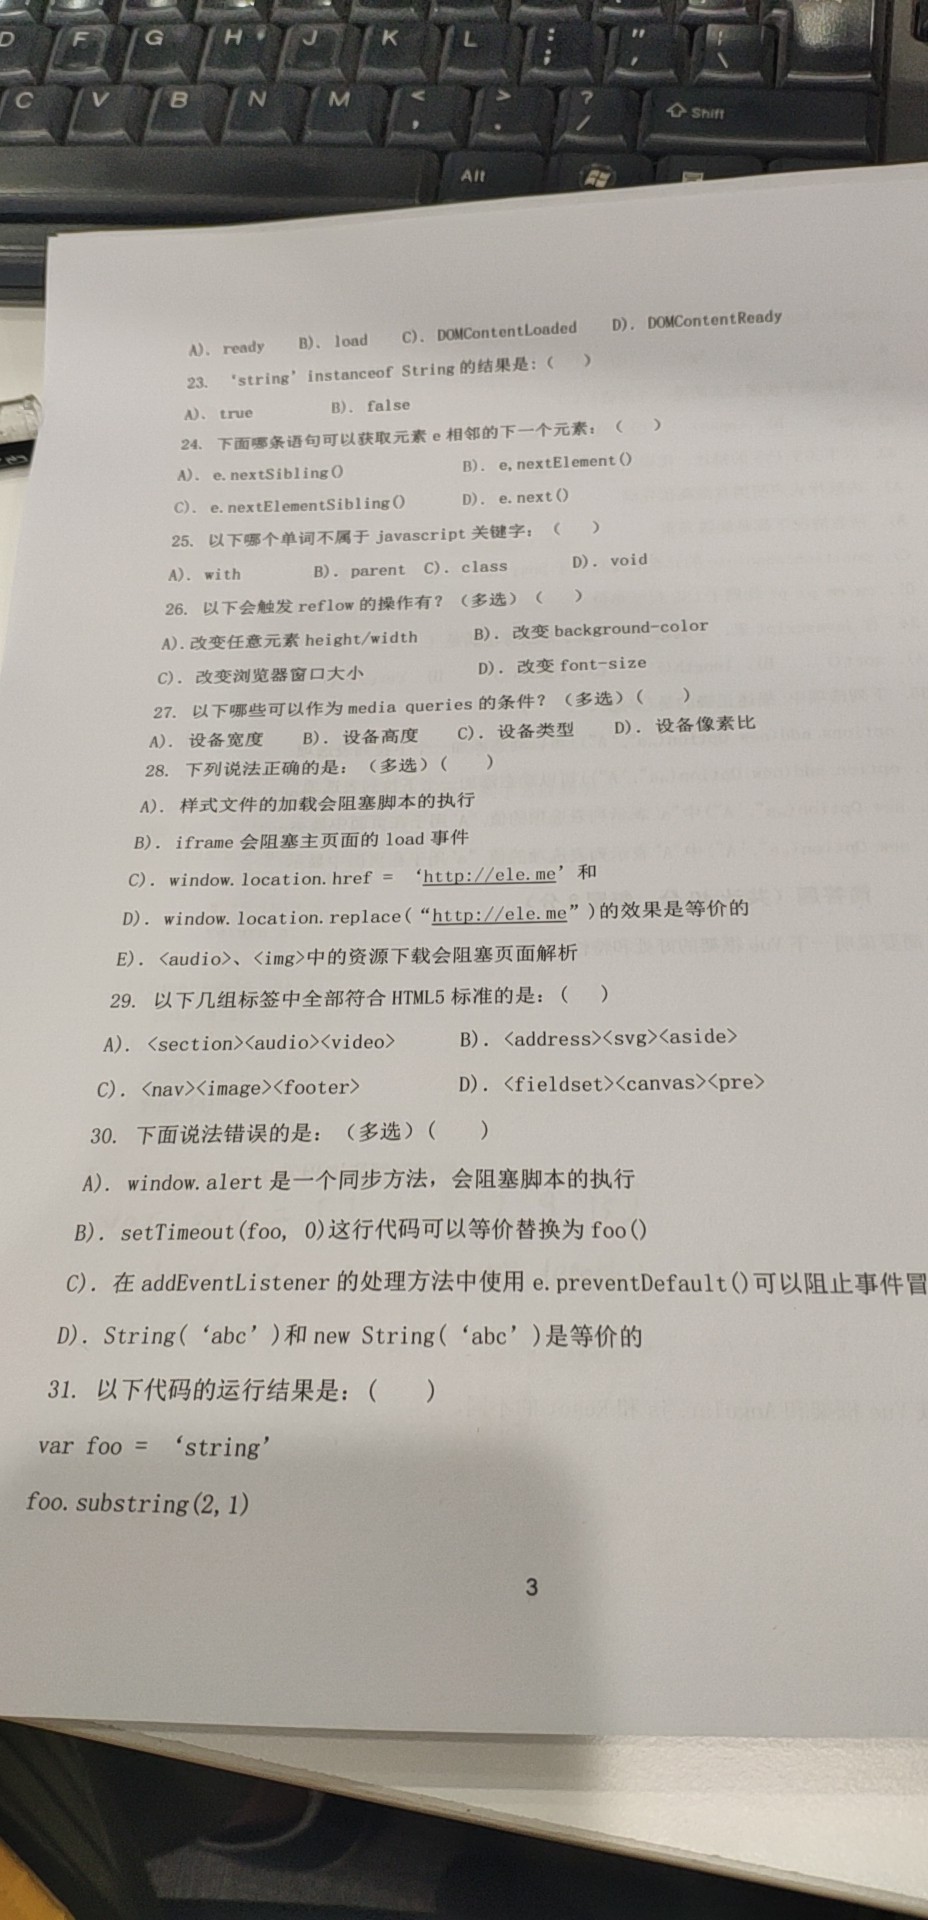 D F G H J K L : ; " ' | \
C V B N M < , > . ? / Shift
Alt
A). ready B). load C). DOMContentLoaded D). DOMContentReady
23. ‘string’ instanceof String 的结果是: ( )
A). true B). false
24. 下面哪条语句可以获取元素 e 相邻的下一个元素: ( )
A). e.nextSibling() B). e,nextElement()
C). e.nextElementSibling() D). e.next()
25. 以下哪个单词不属于 javascript 关键字: ( )
A). with B). parent C). class D). void
26. 以下会触发 reflow 的操作有? (多选) ( )
A). 改变任意元素 height/width B). 改变 background-color
C). 改变浏览器窗口大小 D). 改变 font-size
27. 以下哪些可以作为 media queries 的条件? (多选) ( )
A). 设备宽度 B). 设备高度 C). 设备类型 D). 设备像素比
28. 下列说法正确的是: (多选) ( )
A). 样式文件的加载会阻塞脚本的执行
B). iframe 会阻塞主页面的 load 事件
C). window.location.href = ‘http://ele.me’ 和
D). window.location.replace(“http://ele.me”)的效果是等价的
E). <audio>、<img>中的资源下载会阻塞页面解析
29. 以下几组标签中全部符合 HTML5 标准的是: ( )
A). <section><audio><video> B). <address><svg><aside>
C). <nav><image><footer> D). <fieldset><canvas><pre>
30. 下面说法错误的是: (多选) ( )
A). window.alert 是一个同步方法，会阻塞脚本的执行
B). setTimeout(foo, 0)这行代码可以等价替换为 foo()
C). 在 addEventListener 的处理方法中使用 e.preventDefault()可以阻止事件冒
D). String(‘abc’)和 new String(‘abc’)是等价的
31. 以下代码的运行结果是: ( )
var foo = ‘string’
foo.substring(2,1)
3